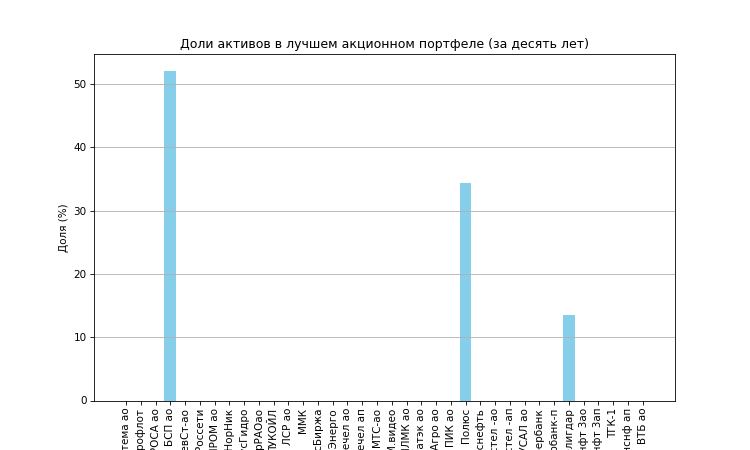 Доли активов в лучшем акционном портфеле (за десять лет)
Доля (%)
50
40
30
20
10
0
тема ао
рофлот
РОСА ао
БСП ао
евСт-ао
Россети
ПРОМ ао
НорНик
сГидро
рРАОао
ЛУКОЙЛ
ЛСР ао
ММК
сБиржа
Энерго
ечел ао
ечел ап
МТС-ао
М.видео
НЛМК ао
атэк ао
Агро ао
ПИК ао
Полюс
снефть
стел -ао
стел -ап
УСАЛ ао
ербанк
рбанк-п
лигдар
нфт 3ао
нфт 3ап
ТГК-1
нснф ап
ВТБ ао